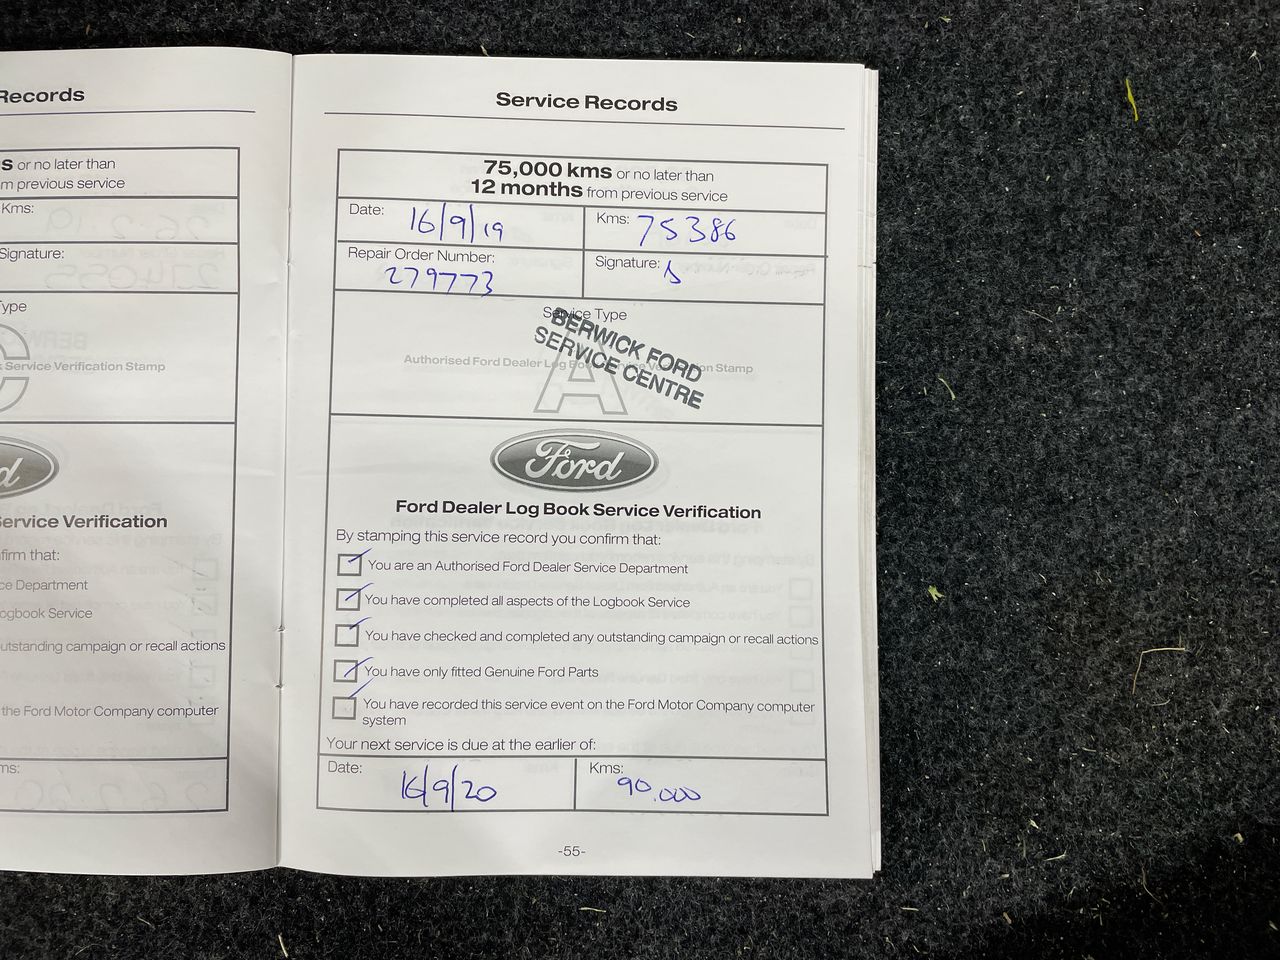 Records
s or no later than
m previous service
Kms:
Signature:
ype
Service Verification Stamp
ervice Verification
firm that:
ce Department
ogbook Service
utstanding campaign or recall actions
the Ford Motor Company computer
ms:
Service Records
75,000 kms or no later than
12 months from previous service
Date: 16/9/19
Kms: 75386
Repair Order Number:
279773
Signature:
Service Type
Authorised Ford Dealer Log Book Service Verification Stamp
A
BERWICK FORD
SERVICE CENTRE
Ford
Ford Dealer Log Book Service Verification
By stamping this service record you confirm that:
You are an Authorised Ford Dealer Service Department
You have completed all aspects of the Logbook Service
You have checked and completed any outstanding campaign or recall actions
You have only fitted Genuine Ford Parts
You have recorded this service event on the Ford Motor Company computer
system
Your next service is due at the earlier of:
Date: 16/9/20
Kms: 90.000
-55-